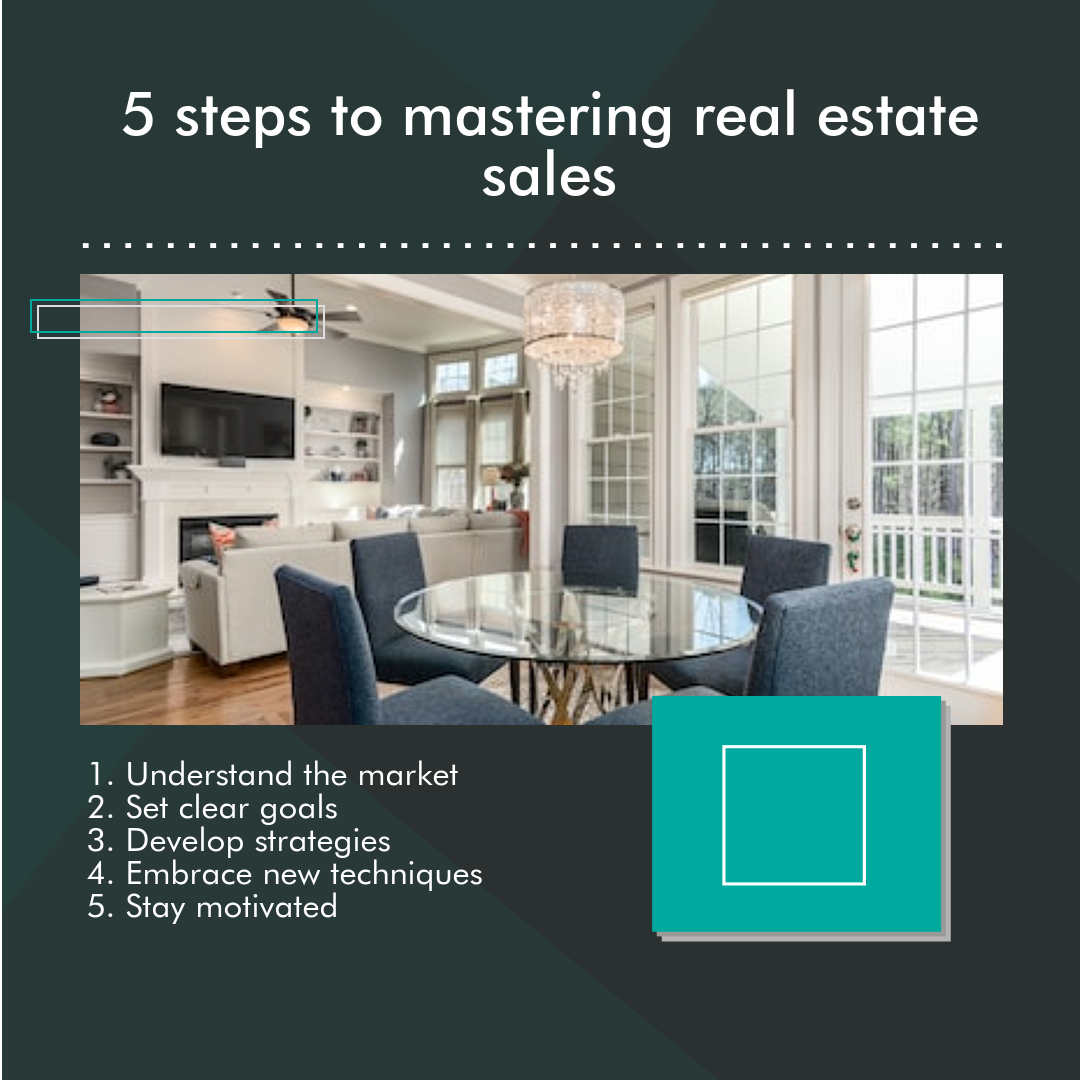 5 steps to mastering real estate
sales
1. Understand the market
2. Set clear goals
3. Develop strategies
4. Embrace new techniques
5. Stay motivated